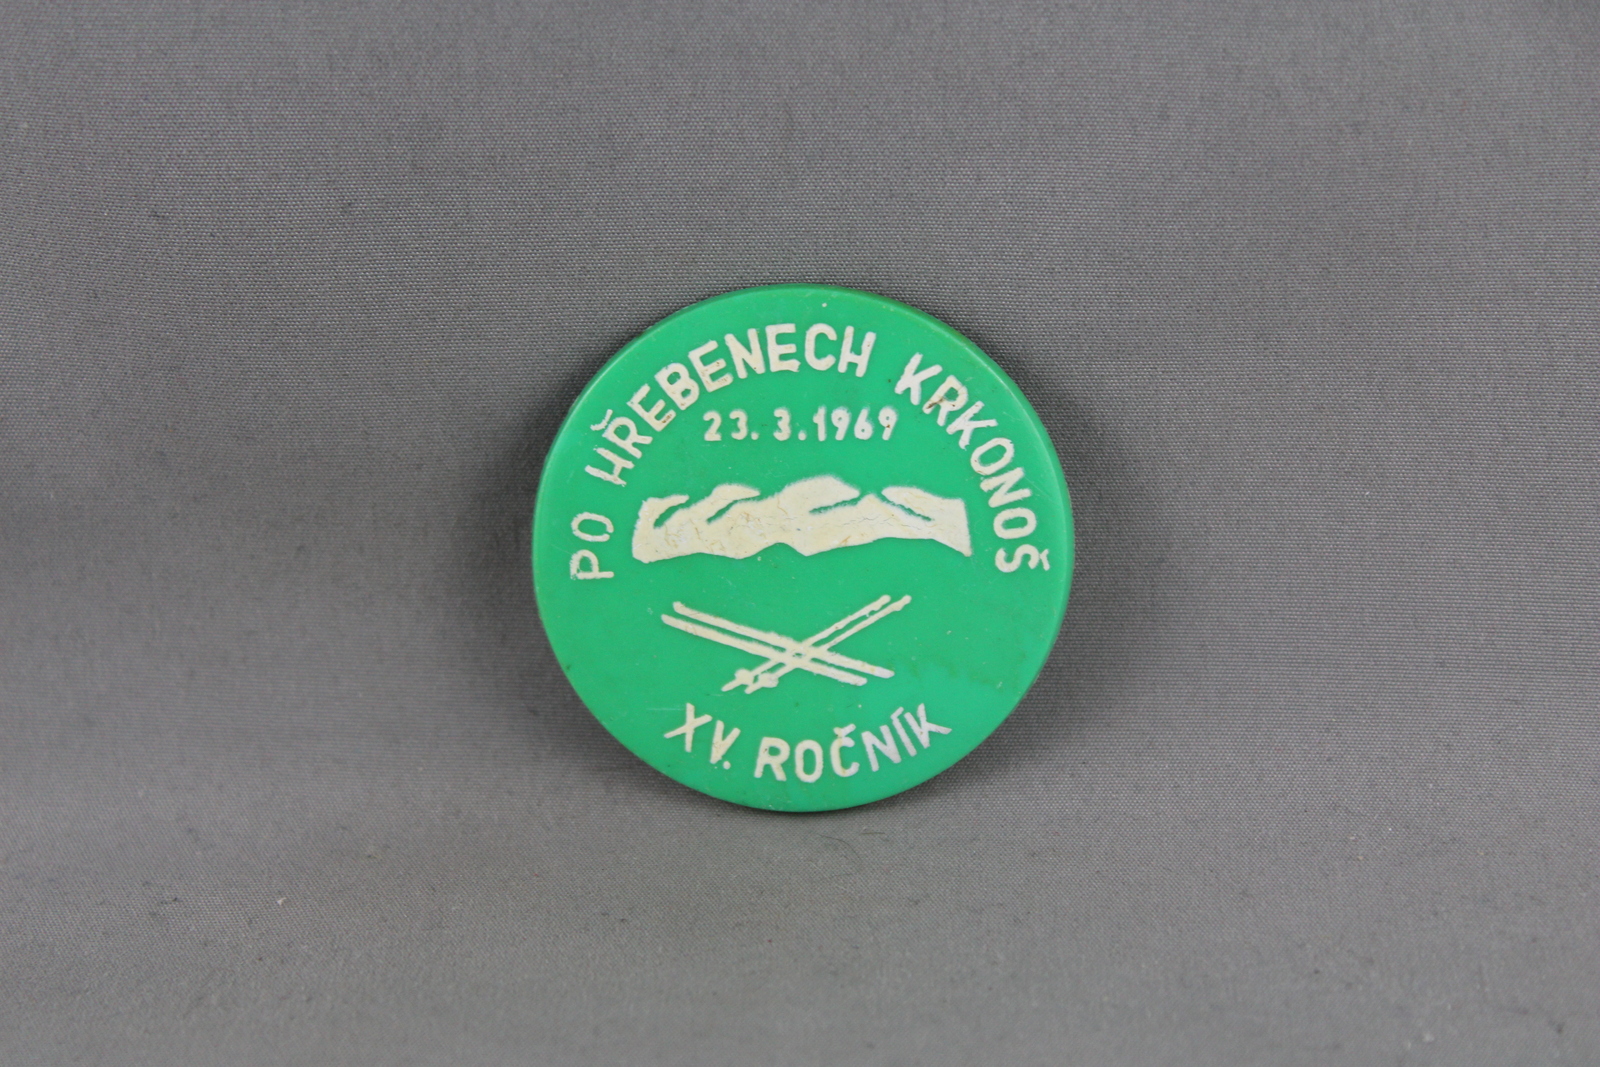 PO HŘEBENECH KRKONOŠ
23.3.1969
XV. ROČNÍK